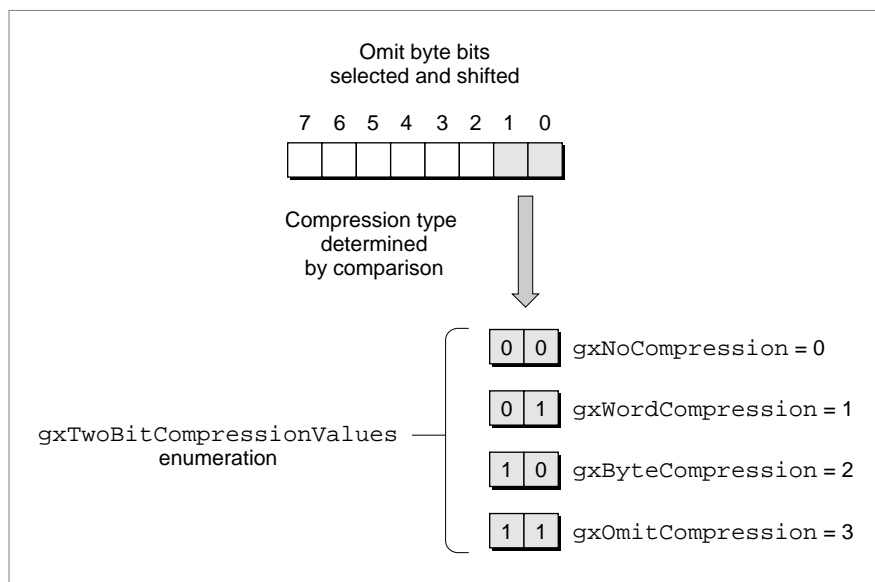 Omit byte bits
selected and shifted
7 6 5 4 3 2 1 0
Compression type
determined
by comparison
0 0 gxNoCompression = 0
0 1 gxWordCompression = 1
gxTwoBitCompressionValues
enumeration
1 0 gxByteCompression = 2
1 1 gxOmitCompression = 3